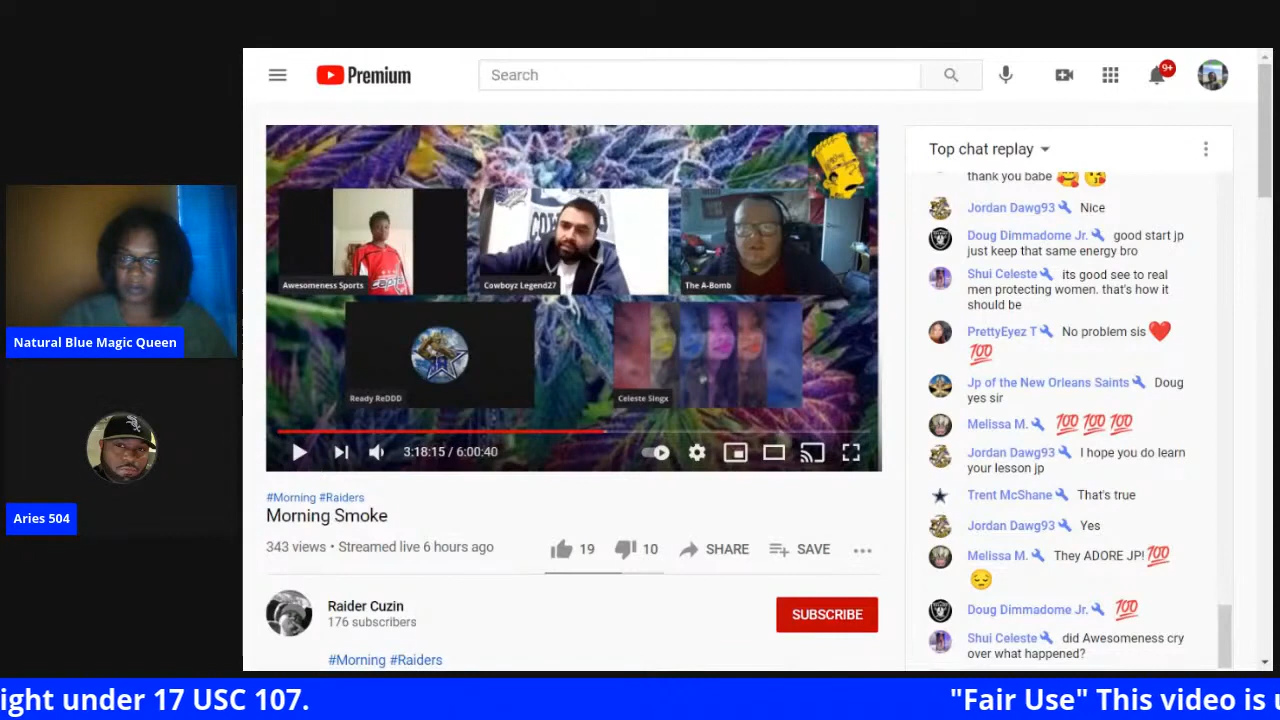 Natural Blue Magic Queen
Aries 504
Premium
Search
9+
Awesomeness Sports
Cowboyz Legend27
The A-Bomb
Ready ReDDD
Celeste Singx
3:18:15 / 6:00:40
#Morning #Raiders
Morning Smoke
343 views • Streamed live 6 hours ago
19
10
SHARE
SAVE
Raider Cuzin
176 subscribers
SUBSCRIBE
#Morning #Raiders
Top chat replay
thank you babe 🥰 😘
Jordan Dawg93 Nice
Doug Dimmadome Jr. good start jp
just keep that same energy bro
Shui Celeste its good see to real
men protecting women. that's how it
should be
PrettyEyez T No problem sis ❤️
💯
Jp of the New Orleans Saints Doug
yes sir
Melissa M. 💯 💯 💯
Jordan Dawg93 I hope you do learn
your lesson jp
Trent McShane That's true
Jordan Dawg93 Yes
Melissa M. They ADORE JP! 💯
😔
Doug Dimmadome Jr. 💯
Shui Celeste did Awesomeness cry
over what happened?
ight under 17 USC 107. "Fair Use" This video is u